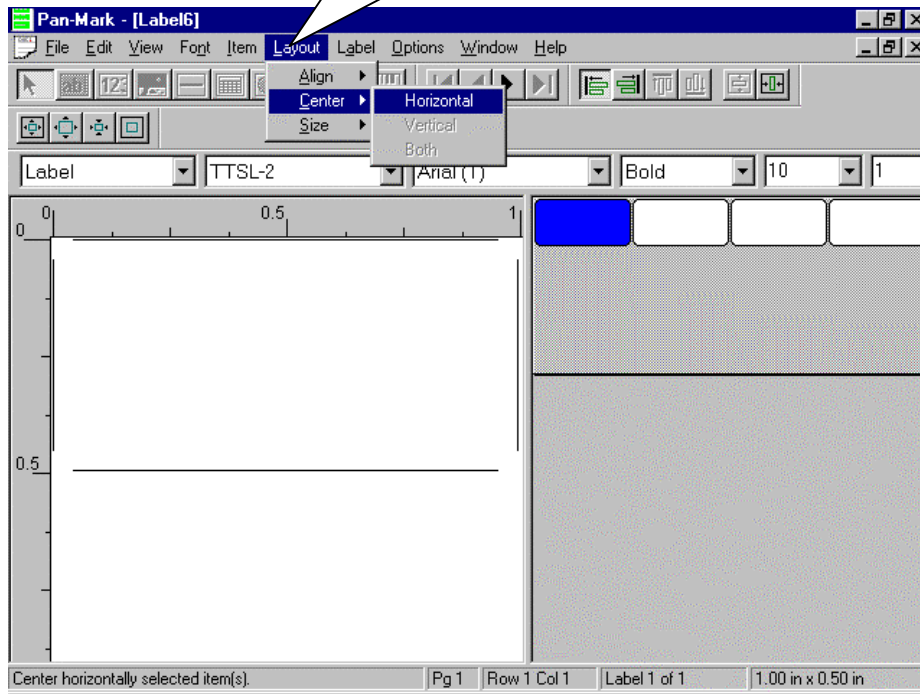 Pan-Mark - [Label6]
File Edit View Font Item Layout Label Options Window Help
Align
Center
Size
Horizontal
Vertical
Both
Label TTSL-2 Arial (T) Bold 10 1
0 0.5 1
0
0.5
Center horizontally selected item(s). Pg 1 Row 1 Col 1 Label 1 of 1 1.00 in x 0.50 in